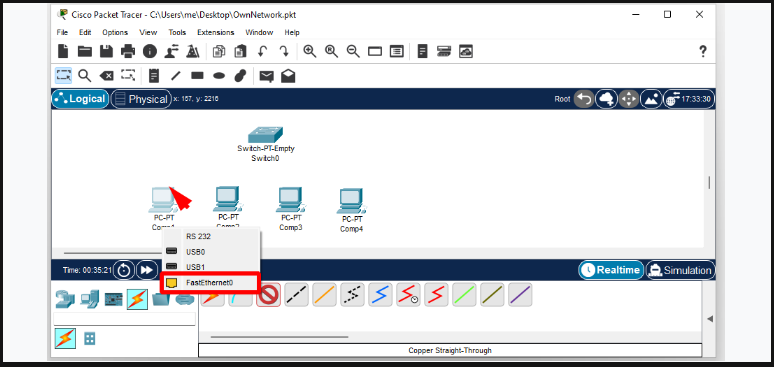 Cisco Packet Tracer - C:\Users\me\Desktop\OwnNetwork.pkt
File Edit Options View Tools Extensions Window Help
Logical Physical x: 167, y: 2216 Root 17:33:30
Switch-PT-Empty
Switch0
PC-PT PC-PT PC-PT PC-PT
Comp1 Comp2 Comp3 Comp4
RS 232
USB0
USB1
FastEthernet0
Time: 00:35:21 Realtime Simulation
Copper Straight-Through